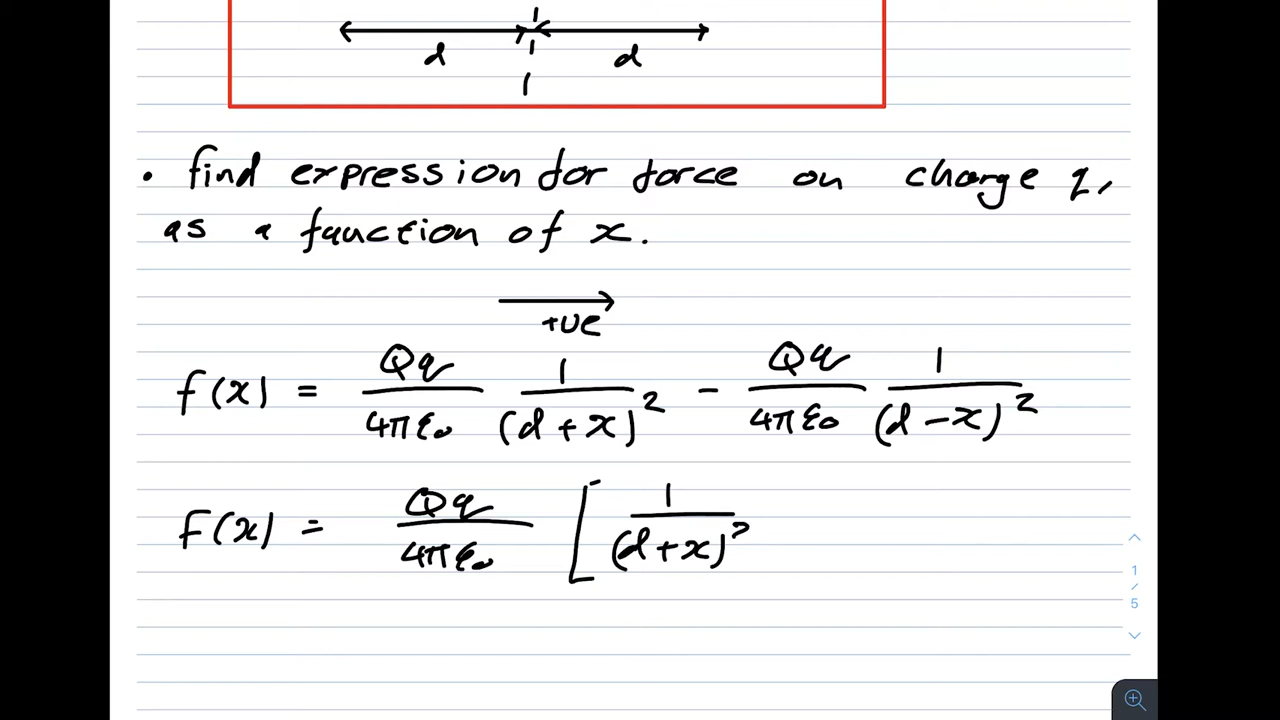 d d
• find expression for force on charge q,
as a function of x.
+ve
f(x) = Qq/4πε₀ 1/(d+x)² - Qq/4πε₀ 1/(d-x)²
F(x) = Qq/4πε₀ [ 1/(d+x)²
1
/
5